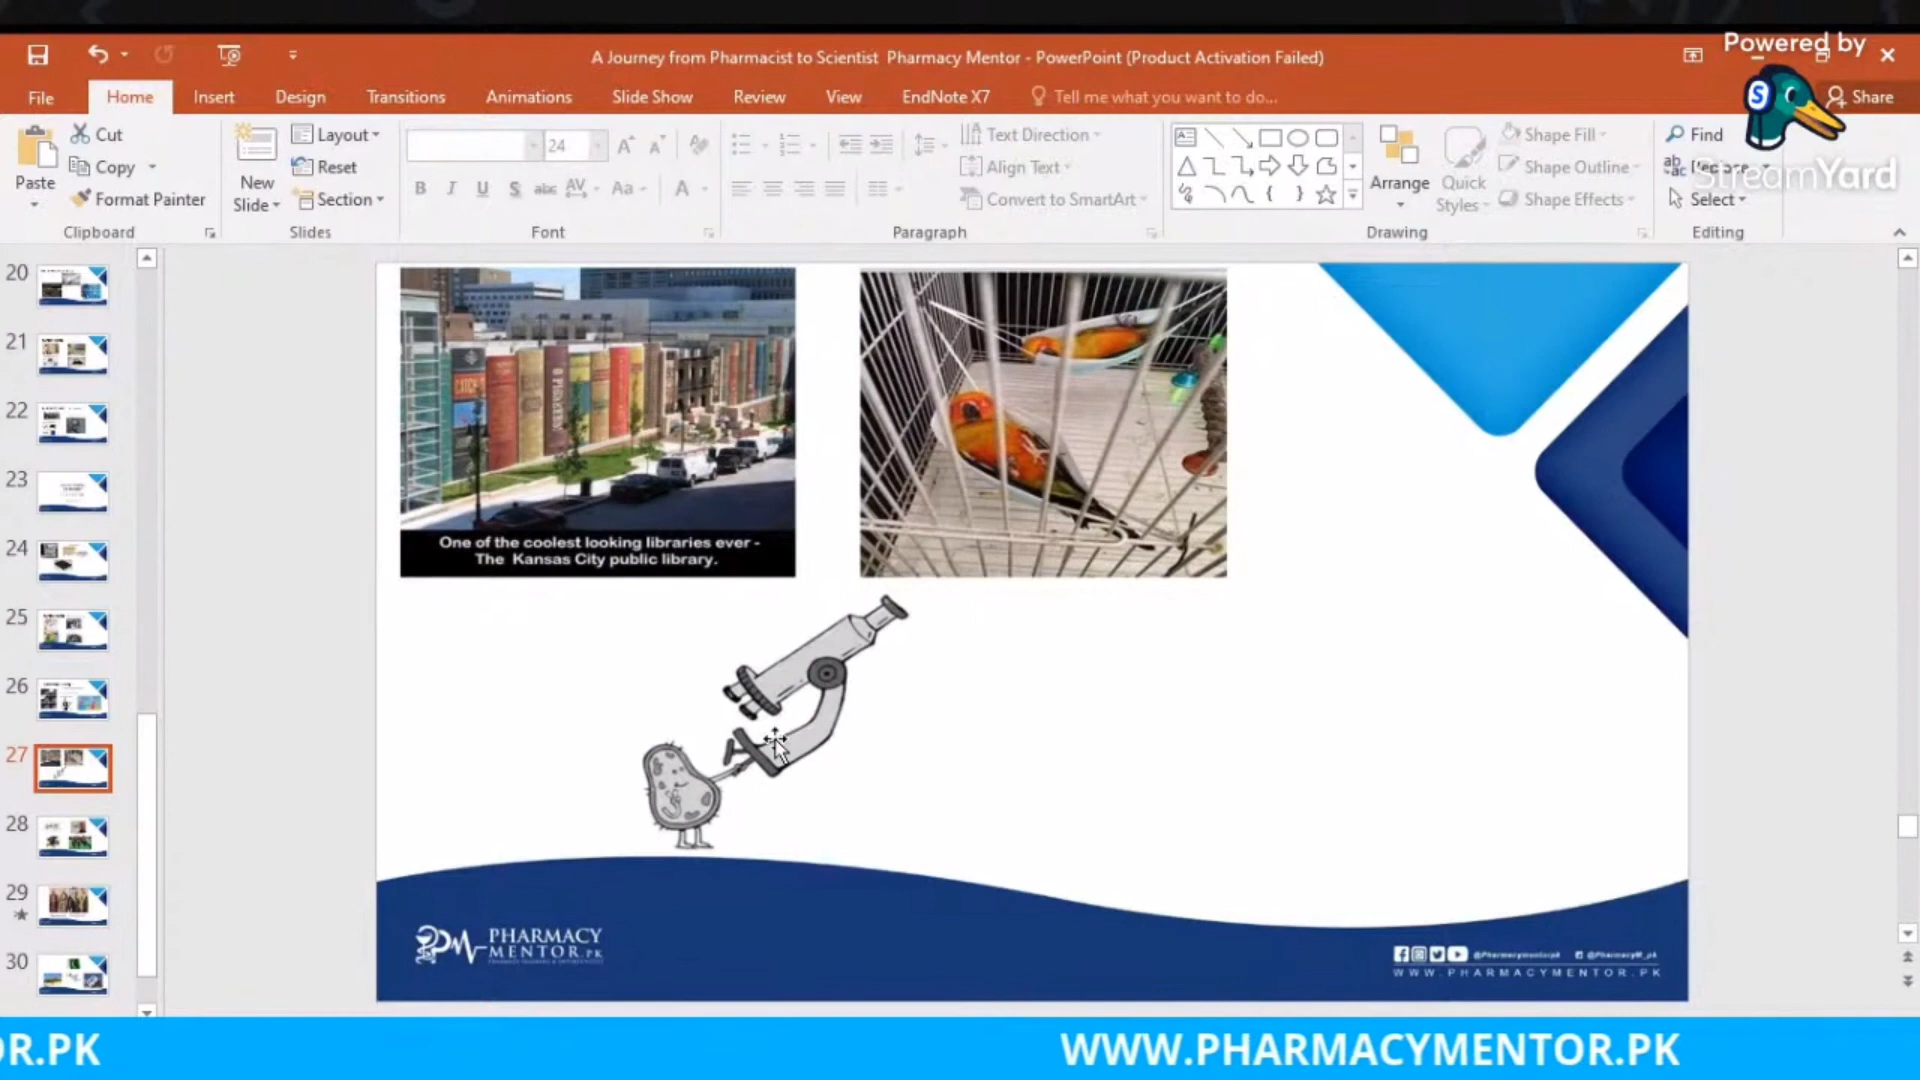 Powered by
StreamYard
A Journey from Pharmacist to Scientist Pharmacy Mentor - PowerPoint (Product Activation Failed)
File Home Insert Design Transitions Animations Slide Show Review View EndNote X7 Tell me what you want to do... Share
Paste
Cut
Copy
Format Painter
Clipboard
New Slide
Layout
Reset
Section
Slides
24
Font
Text Direction
Align Text
Convert to SmartArt
Paragraph
Arrange
Quick Styles
Shape Fill
Shape Outline
Shape Effects
Drawing
Find
Replace
Select
Editing
20
21
22
23
24
25
26
27
28
29
30
CATCH
One of the coolest looking libraries ever -
The Kansas City public library.
PHARMACY
MENTOR.PK
WWW.PHARMACYMENTOR.PK
OR.PK
WWW.PHARMACYMENTOR.PK